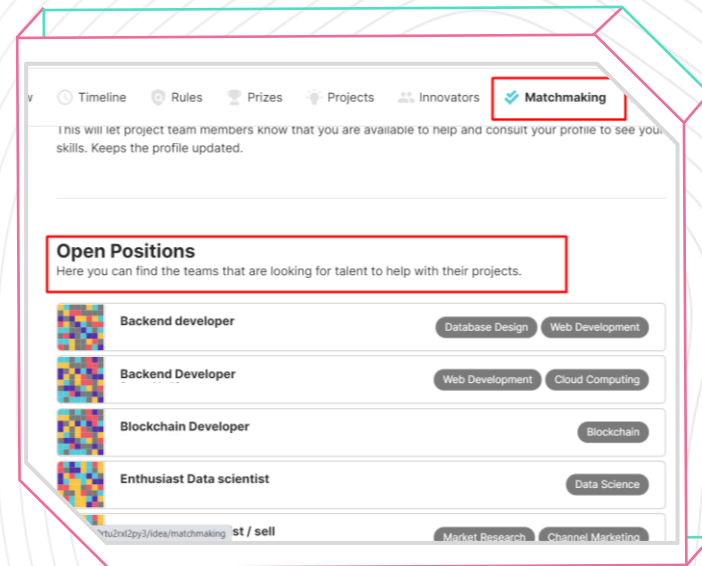 Timeline Rules Prizes Projects Innovators Matchmaking
This will let project team members know that you are available to help and consult your profile to see your
skills. Keeps the profile updated.
Open Positions
Here you can find the teams that are looking for talent to help with their projects.
Backend developer Database Design Web Development
Backend Developer Web Development Cloud Computing
Blockchain Developer Blockchain
Enthusiast Data scientist Data Science
st / sell Market Research Channel Marketing
rtu2rxl2py3/idea/matchmaking